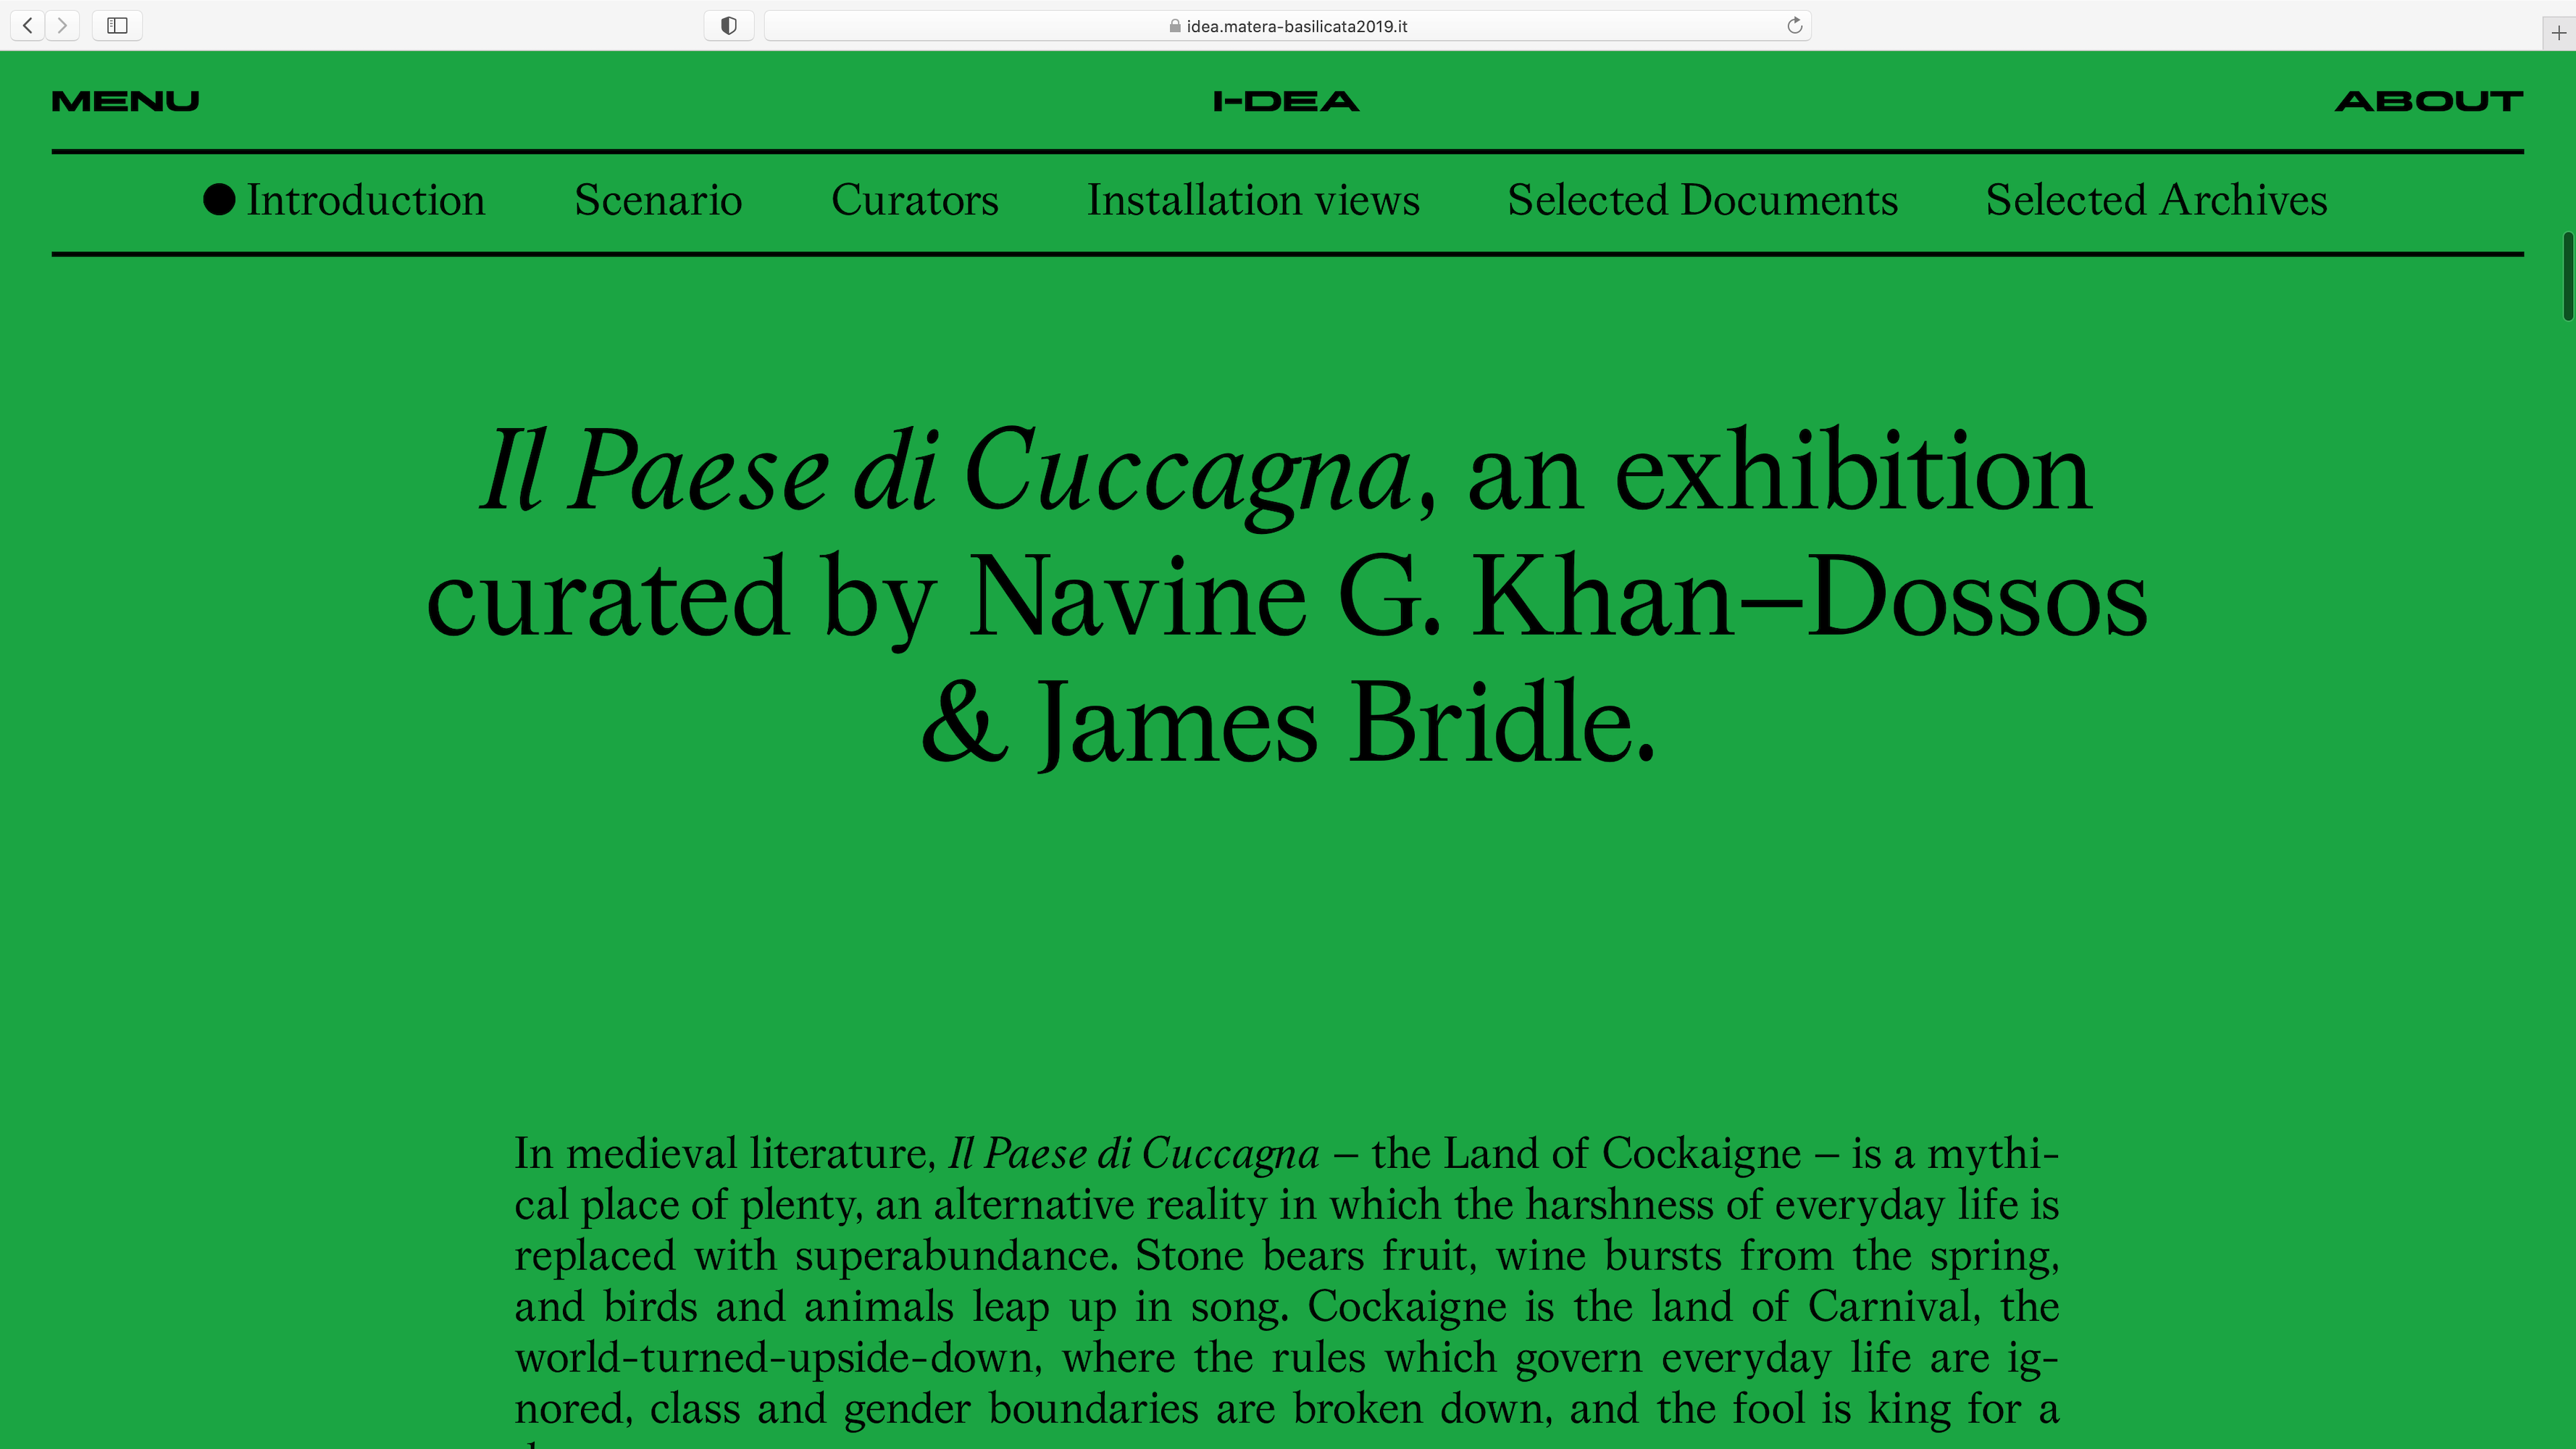 idea.matera-basilicata2019.it
MENU
I-DEA
ABOUT
Introduction
Scenario
Curators
Installation views
Selected Documents
Selected Archives
Il Paese di Cuccagna, an exhibition
curated by Navine G. Khan–Dossos
& James Bridle.
In medieval literature, Il Paese di Cuccagna – the Land of Cockaigne – is a mythi-
cal place of plenty, an alternative reality in which the harshness of everyday life is
replaced with superabundance. Stone bears fruit, wine bursts from the spring,
and birds and animals leap up in song. Cockaigne is the land of Carnival, the
world-turned-upside-down, where the rules which govern everyday life are ig-
nored, class and gender boundaries are broken down, and the fool is king for a